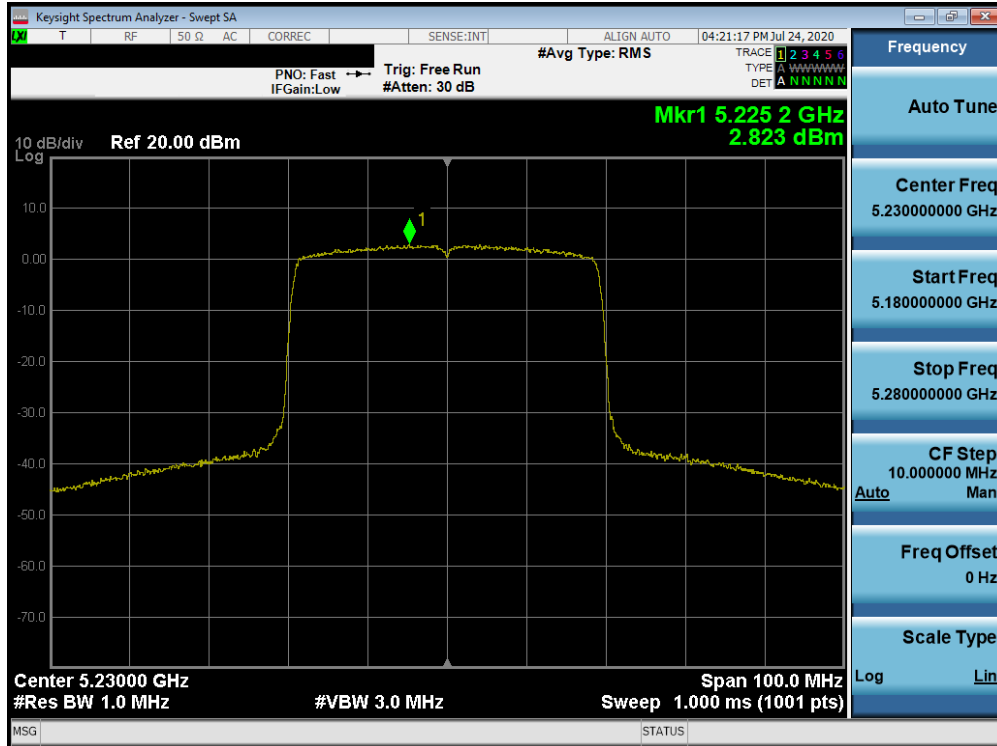 Keysight Spectrum Analyzer - Swept SA
LXI T RF 50 Ω AC CORREC SENSE:INT ALIGN AUTO 04:21:17 PM Jul 24, 2020
#Avg Type: RMS
TRACE 1 2 3 4 5 6
TYPE A WWWWW
DET A N N N N N
PNO: Fast
IFGain:Low
Trig: Free Run
#Atten: 30 dB
Mkr1 5.225 2 GHz
2.823 dBm
10 dB/div Ref 20.00 dBm
Log
10.0
0.00
-10.0
-20.0
-30.0
-40.0
-50.0
-60.0
-70.0
1
Center 5.23000 GHz
Span 100.0 MHz
#Res BW 1.0 MHz
#VBW 3.0 MHz
Sweep 1.000 ms (1001 pts)
MSG
STATUS
Frequency
Auto Tune
Center Freq
5.230000000 GHz
Start Freq
5.180000000 GHz
Stop Freq
5.280000000 GHz
CF Step
10.000000 MHz
Auto Man
Freq Offset
0 Hz
Scale Type
Log Lin